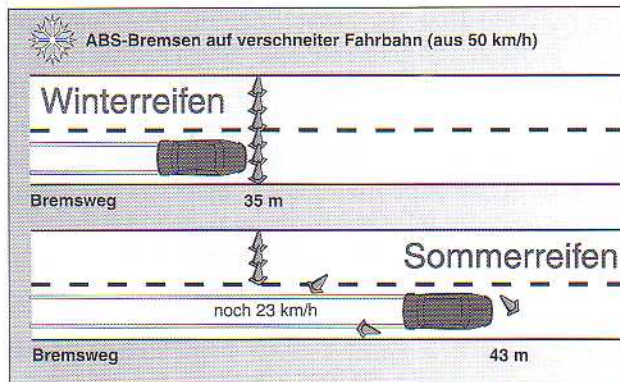 ABS-Bremsen auf verschneiter Fahrbahn (aus 50 km/h)
Winterreifen
Bremsweg 35 m
Sommerreifen
noch 23 km/h
Bremsweg 43 m